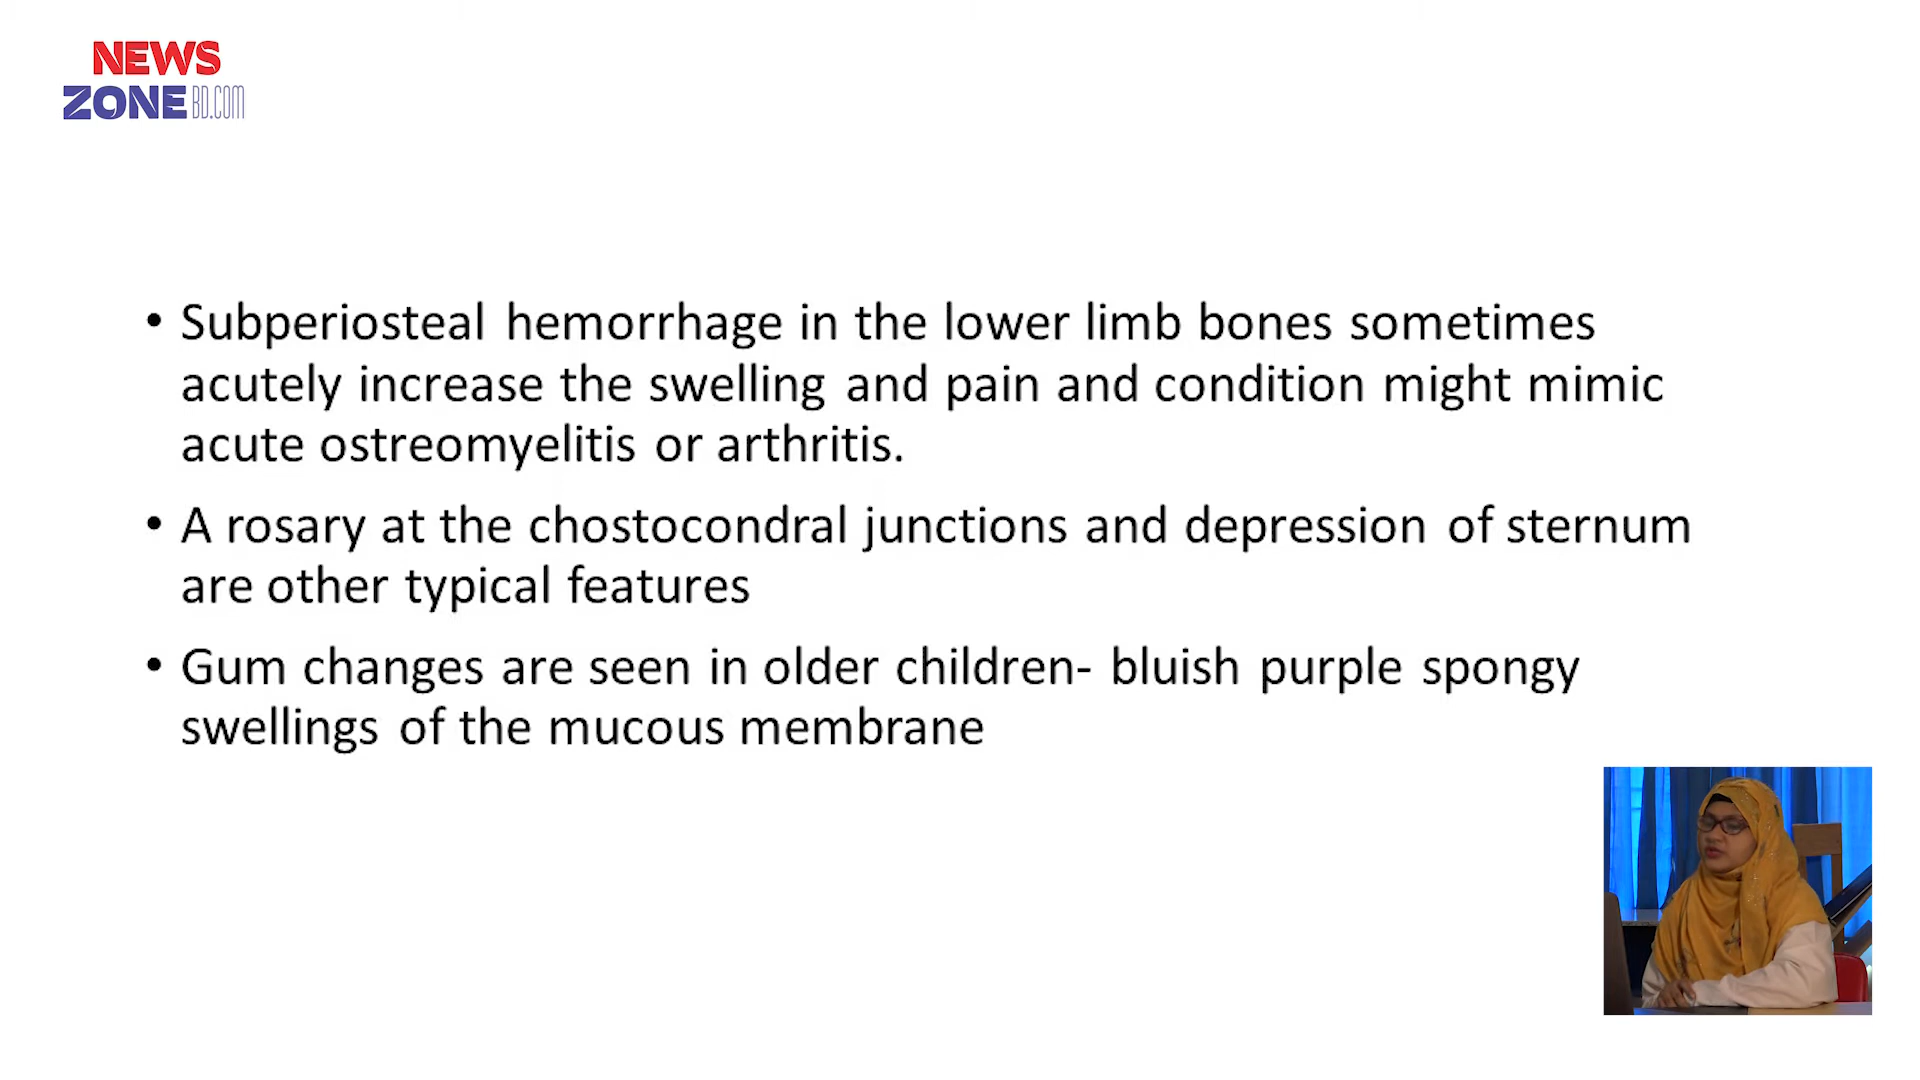 NEWS
ZONE BD.COM
• Subperiosteal hemorrhage in the lower limb bones sometimes
acutely increase the swelling and pain and condition might mimic
acute ostreomyelitis or arthritis.
• A rosary at the chostocondral junctions and depression of sternum
are other typical features
• Gum changes are seen in older children- bluish purple spongy
swellings of the mucous membrane